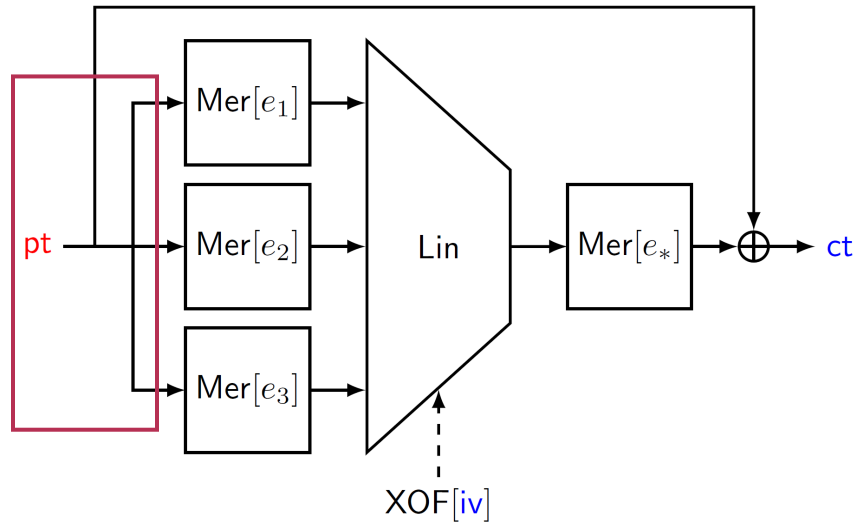 Mer[e₁]
pt
Mer[e₂]
Lin
Mer[e∗]
ct
Mer[e₃]
XOF[iv]